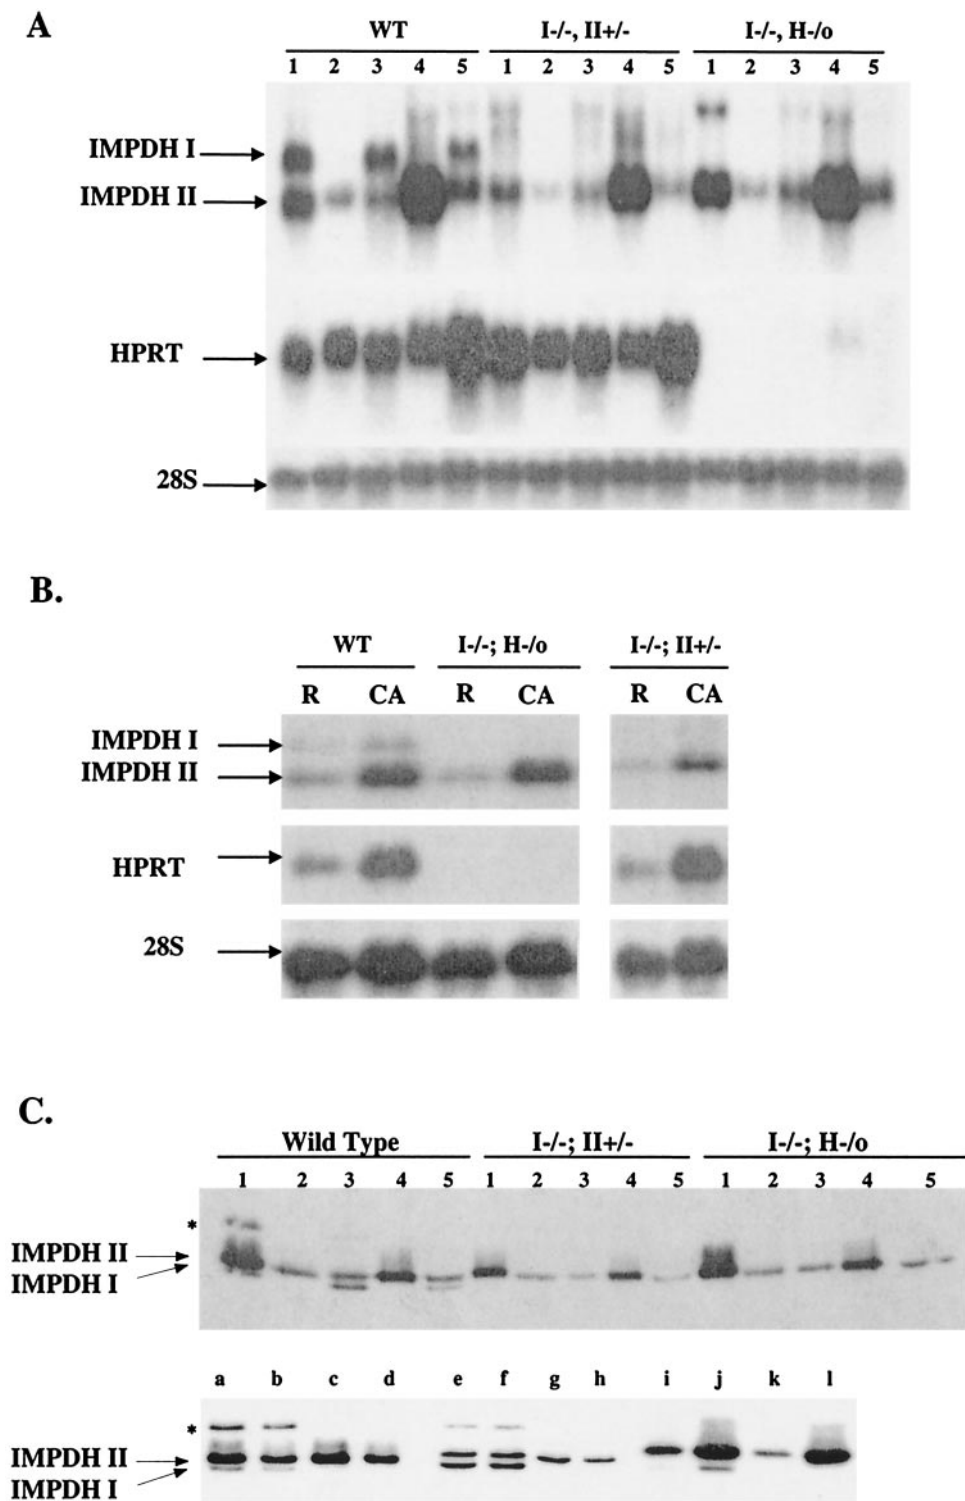 A
WT I-/-, II+/- I-/-, H-/o
1 2 3 4 5 1 2 3 4 5 1 2 3 4 5
IMPDH I
IMPDH II
HPRT
28S
B.
WT I-/-; H-/o I-/-; II+/-
R CA R CA R CA
IMPDH I
IMPDH II
HPRT
28S
C.
Wild Type I-/-; II+/- I-/-; H-/o
1 2 3 4 5 1 2 3 4 5 1 2 3 4 5
*
IMPDH II
IMPDH I
a b c d e f g h i j k l
*
IMPDH II
IMPDH I